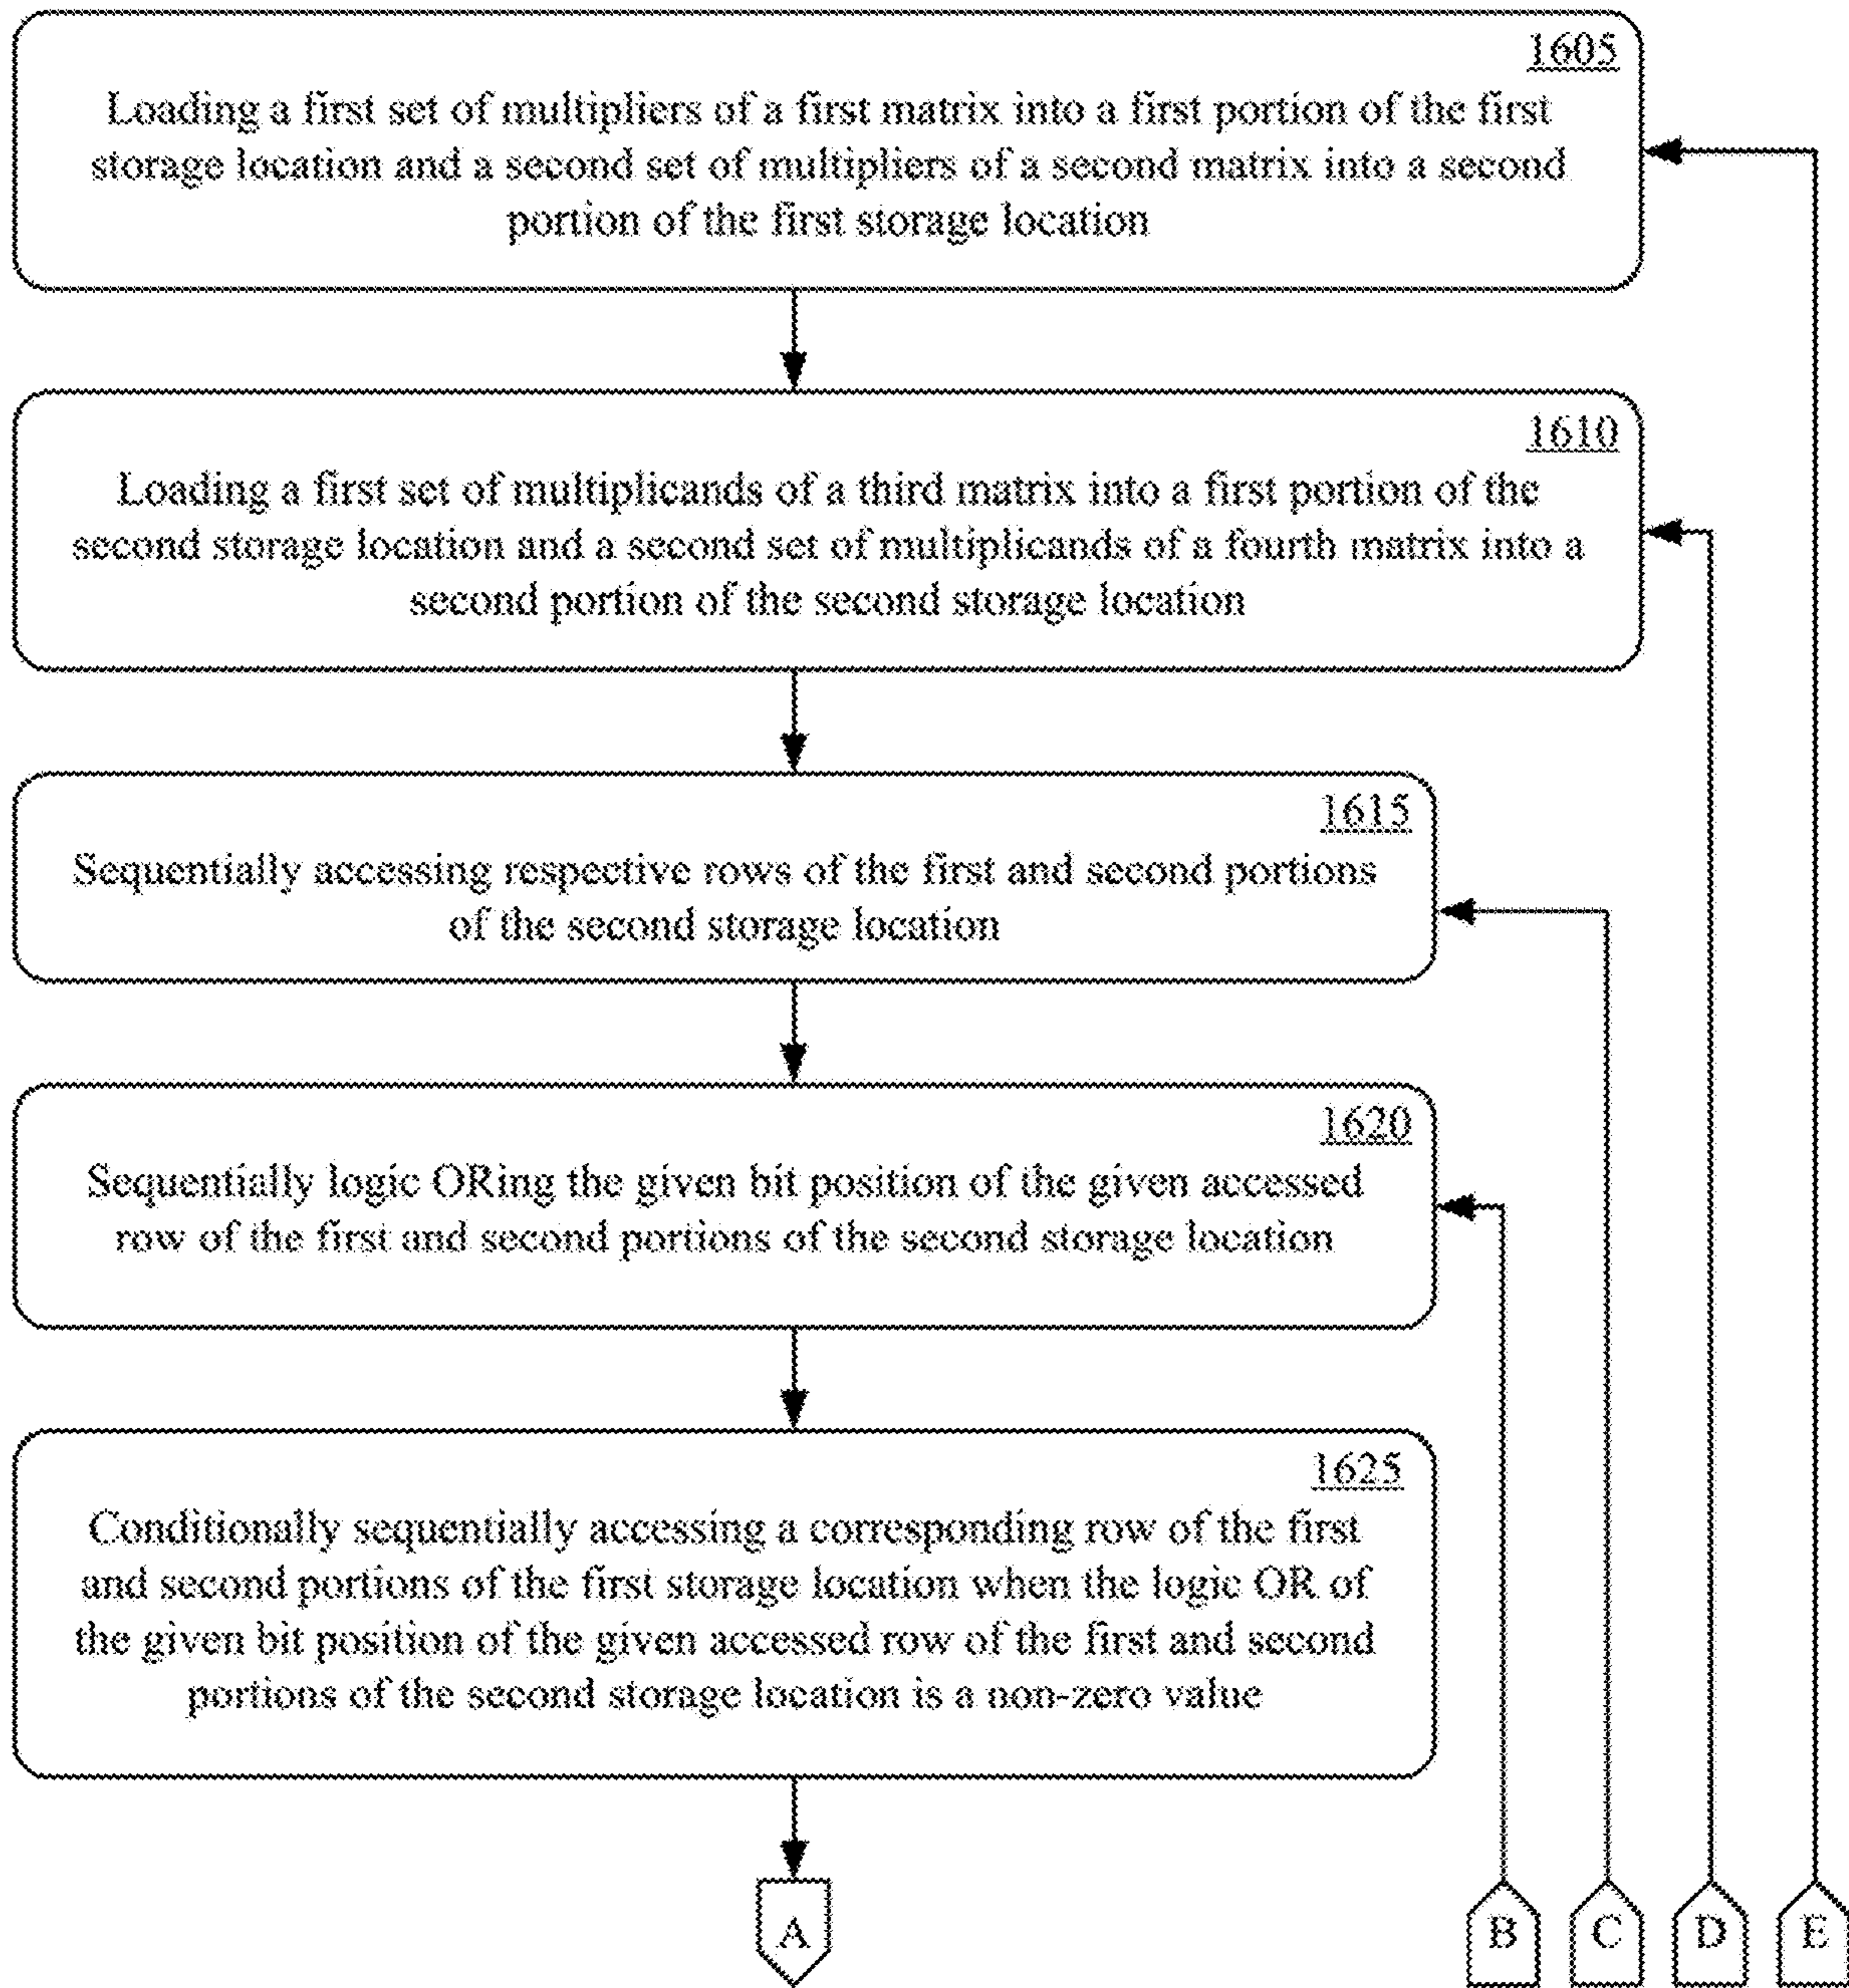 1605
Loading a first set of multipliers of a first matrix into a first portion of the first
storage location and a second set of multipliers of a second matrix into a second
portion of the first storage location
1610
Loading a first set of multiplicands of a third matrix into a first portion of the
second storage location and a second set of multiplicands of a fourth matrix into a
second portion of the second storage location
1615
Sequentially accessing respective rows of the first and second portions
of the second storage location
1620
Sequentially logic ORing the given bit position of the given accessed
row of the first and second portions of the second storage location
1625
Conditionally sequentially accessing a corresponding row of the first
and second portions of the first storage location when the logic OR of
the given bit position of the given accessed row of the first and second
portions of the second storage location is a non-zero value
A
B
C
D
E